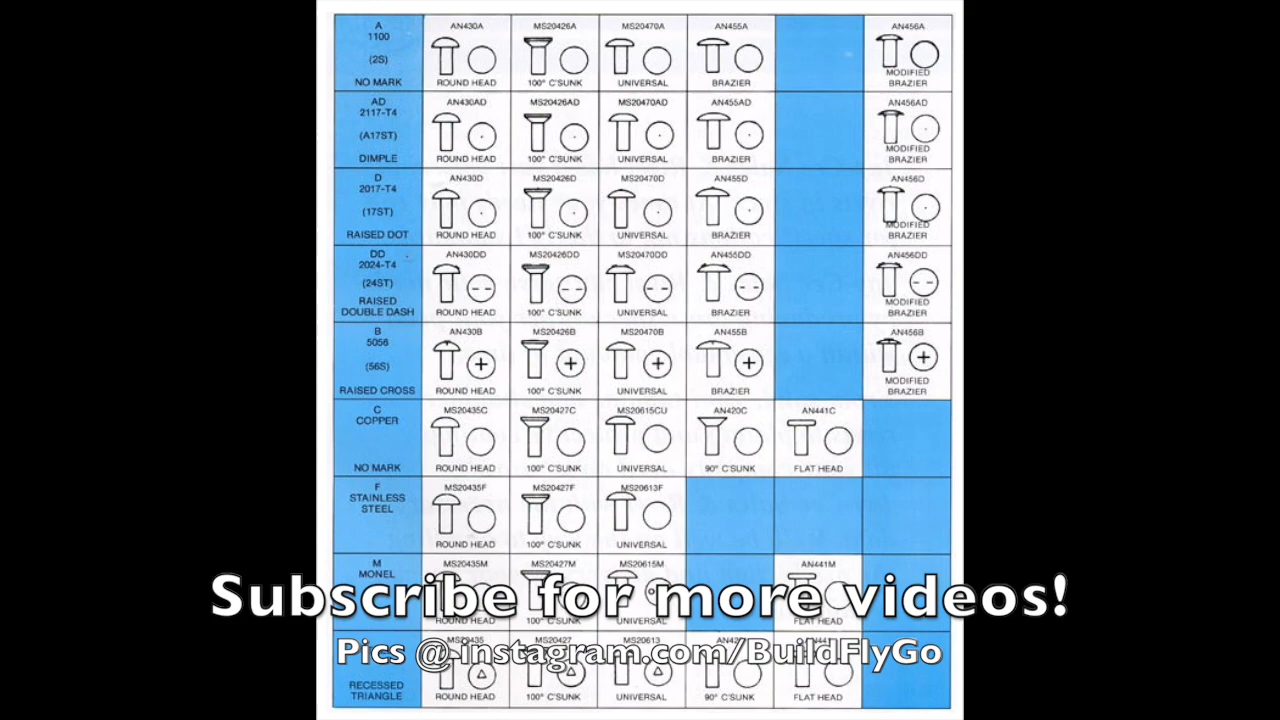 A
1100
(2S)
NO MARK
AN430A
ROUND HEAD
MS20426A
100° C'SUNK
MS20470A
UNIVERSAL
AN455A
BRAZIER
AN456A
MODIFIED
BRAZIER
AD
2117-T4
(A17ST)
DIMPLE
AN430AD
ROUND HEAD
MS20426AD
100° C'SUNK
MS20470AD
UNIVERSAL
AN455AD
BRAZIER
AN456AD
MODIFIED
BRAZIER
D
2017-T4
(17ST)
RAISED DOT
AN430D
ROUND HEAD
MS20426D
100° C'SUNK
MS20470D
UNIVERSAL
AN455D
BRAZIER
AN456D
MODIFIED
BRAZIER
DD
2024-T4
(24ST)
RAISED
DOUBLE DASH
AN430DD
ROUND HEAD
MS20426DD
100° C'SUNK
MS20470DD
UNIVERSAL
AN455DD
BRAZIER
AN456DD
MODIFIED
BRAZIER
B
5056
(56S)
RAISED CROSS
AN430B
ROUND HEAD
MS20426B
100° C'SUNK
MS20470B
UNIVERSAL
AN455B
BRAZIER
AN456B
MODIFIED
BRAZIER
C
COPPER
NO MARK
MS20435C
ROUND HEAD
MS20427C
100° C'SUNK
MS20615CU
UNIVERSAL
AN420C
90° C'SUNK
AN441C
FLAT HEAD
F
STAINLESS
STEEL
MS20435F
ROUND HEAD
MS20427F
100° C'SUNK
MS20613F
UNIVERSAL
M
MONEL
MS20435M
MS20427M
MS20615M
AN441M
FLAT HEAD
Subscribe for more videos!
MS20435
MS20427
MS20613
Pics @ instagram.com/BuildFlyGo
RECESSED
TRIANGLE
ROUND HEAD
100° C'SUNK
UNIVERSAL
90° C'SUNK
FLAT HEAD